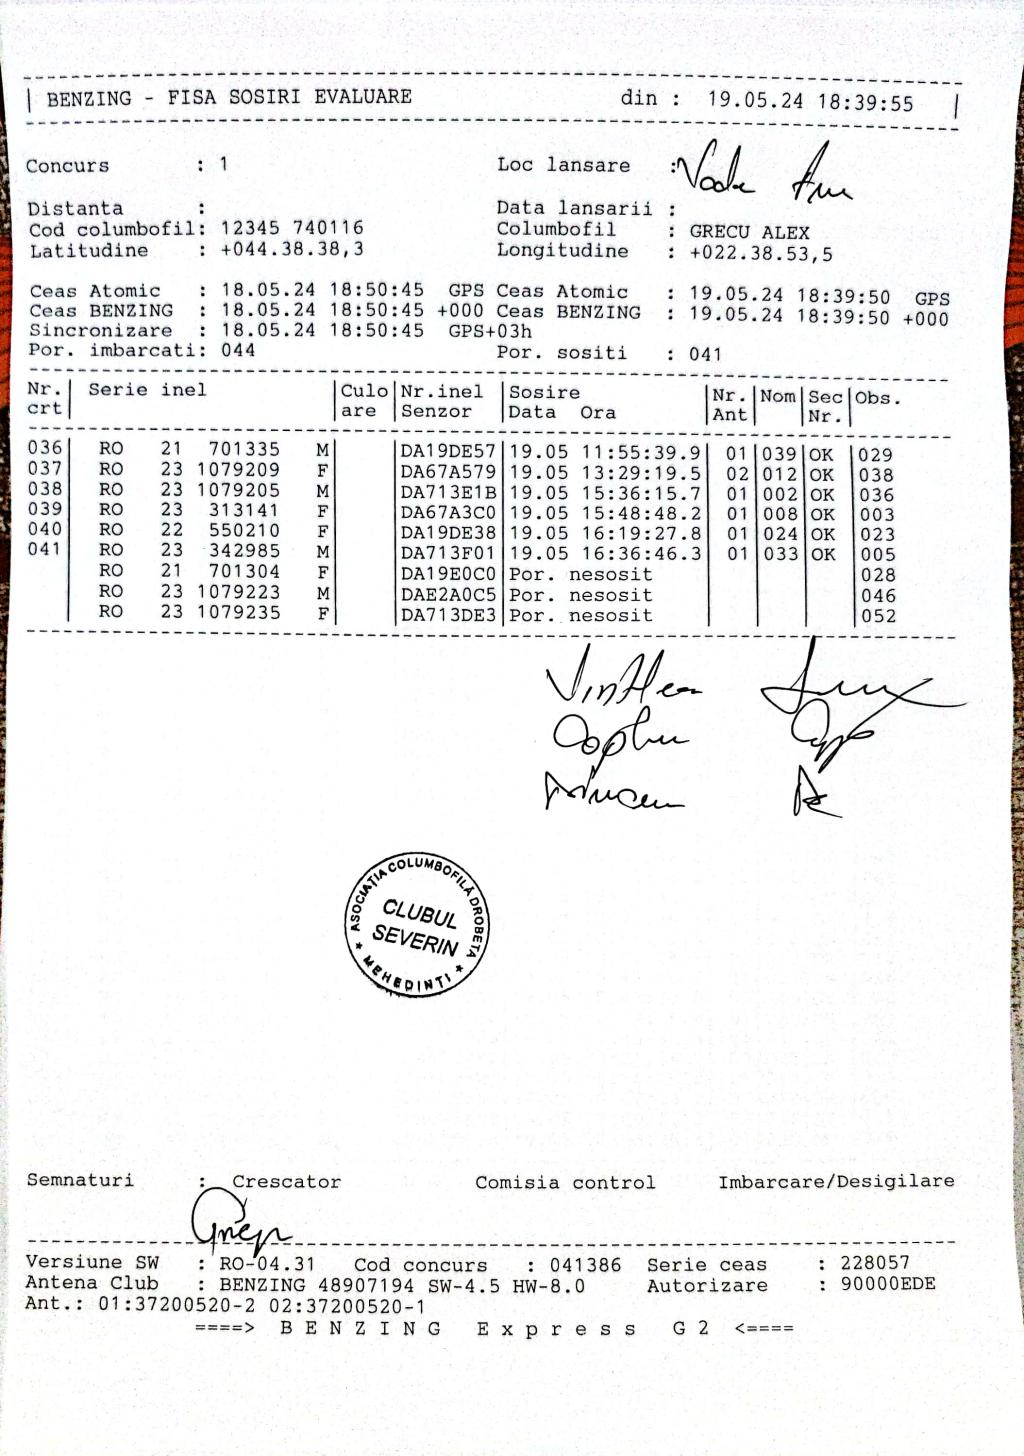 BENZING - FISA SOSIRI EVALUARE din : 19.05.24 18:39:55
Concurs : 1 Loc lansare :
Distanta : Data lansarii :
Cod columbofil: 12345 740116 Columbofil : GRECU ALEX
Latitudine : +044.38.38,3 Longitudine : +022.38.53,5
Ceas Atomic : 18.05.24 18:50:45 GPS Ceas Atomic : 19.05.24 18:39:50 GPS
Ceas BENZING : 18.05.24 18:50:45 +000 Ceas BENZING : 19.05.24 18:39:50 +000
Sincronizare : 18.05.24 18:50:45 GPS+03h
Por. imbarcati: 044 Por. sositi : 041
Nr. Serie inel Culo Nr.inel Sosire Nr. Nom Sec Obs.
crt are Senzor Data Ora Ant Nr.
036 RO 21 701335 M DA19DE57 19.05 11:55:39.9 01 039 OK 029
037 RO 23 1079209 F DA67A579 19.05 13:29:19.5 02 012 OK 038
038 RO 23 1079205 M DA713E1B 19.05 15:36:15.7 01 002 OK 036
039 RO 23 313141 F DA67A3C0 19.05 15:48:48.2 01 008 OK 003
040 RO 22 550210 F DA19DE38 19.05 16:19:27.8 01 024 OK 023
041 RO 23 342985 M DA713F01 19.05 16:36:46.3 01 033 OK 005
RO 21 701304 F DA19E0C0 Por. nesosit 028
RO 23 1079223 M DAE2A0C5 Por. nesosit 046
RO 23 1079235 F DA713DE3 Por. nesosit 052
ASOCIAȚIA COLUMBOFILĂ DROBETA
CLUBUL
SEVERIN
* MEHEDINTI *
Semnaturi : Crescator Comisia control Imbarcare/Desigilare
Versiune SW : RO-04.31 Cod concurs : 041386 Serie ceas : 228057
Antena Club : BENZING 48907194 SW-4.5 HW-8.0 Autorizare : 90000EDE
Ant.: 01:37200520-2 02:37200520-1
====> B E N Z I N G E x p r e s s G 2 <====